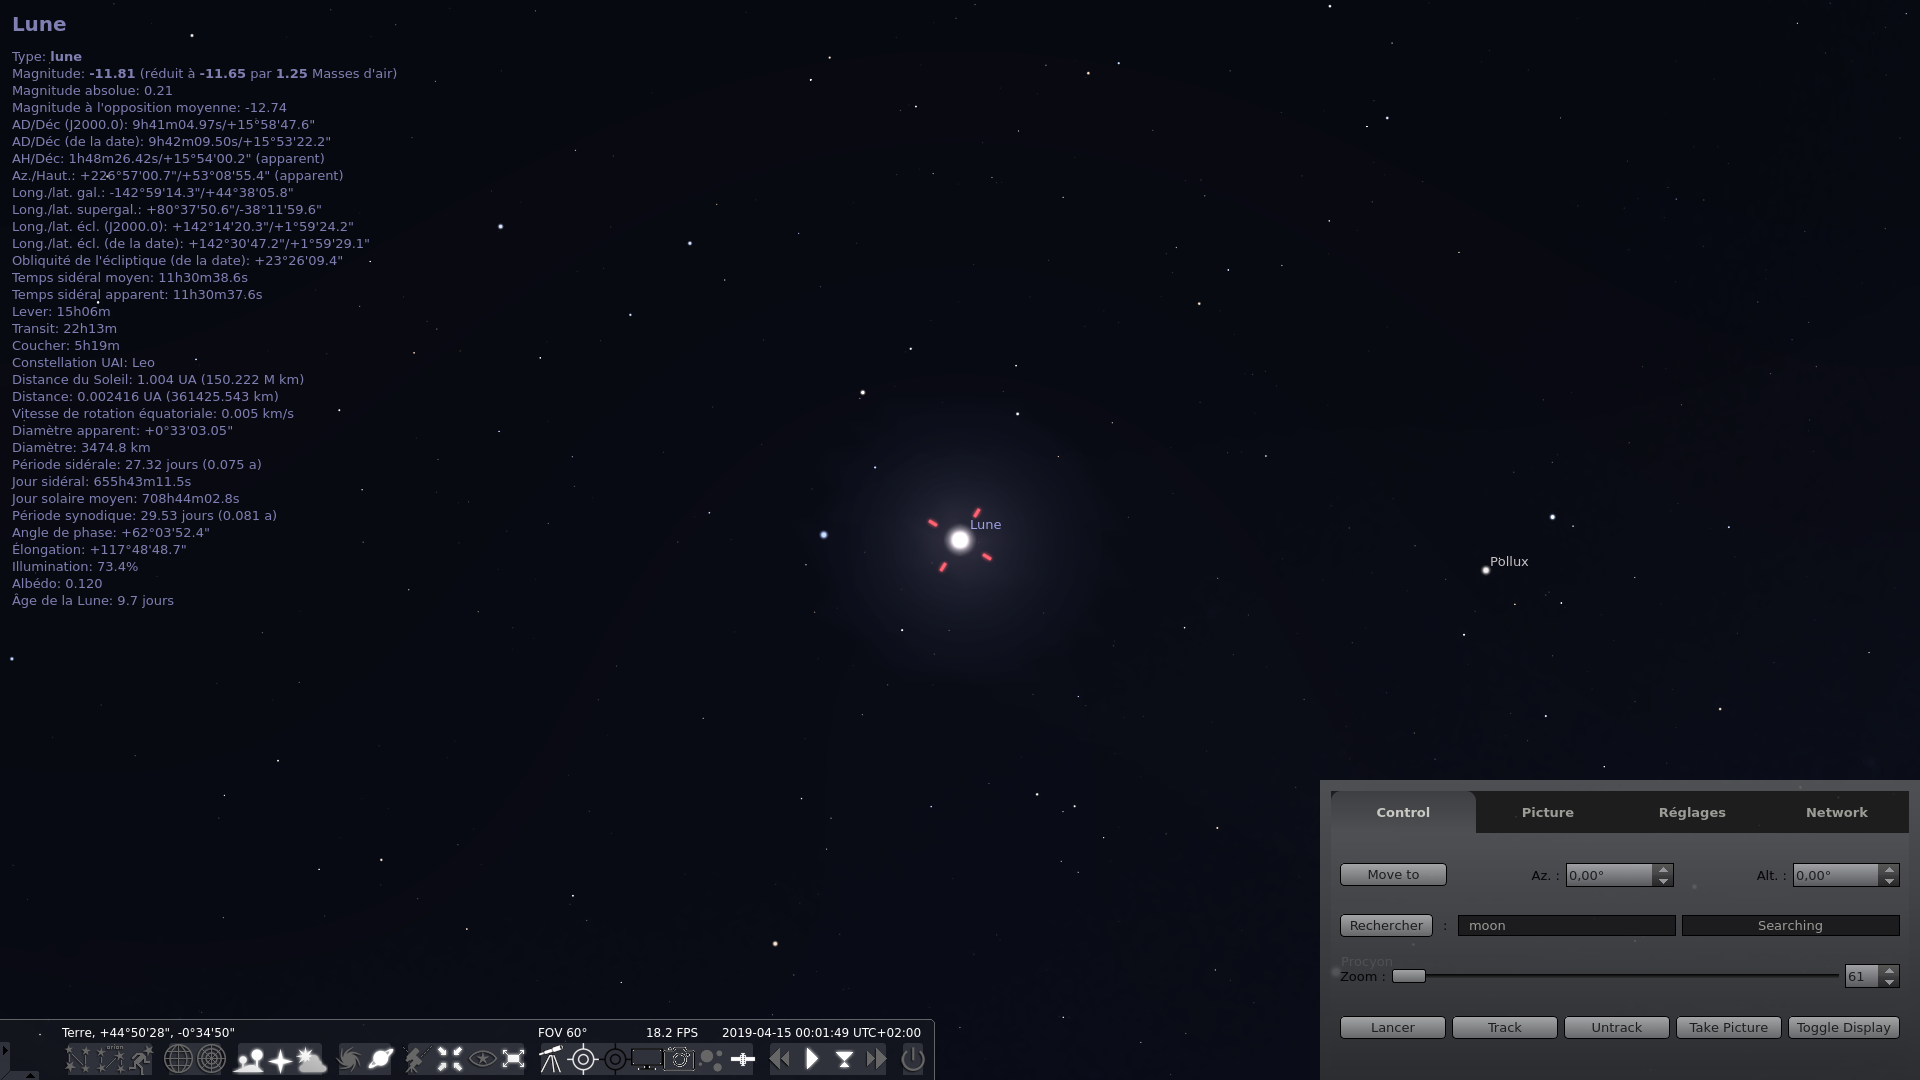 Lune
Type: lune
Magnitude: -11.81 (réduit à -11.65 par 1.25 Masses d'air)
Magnitude absolue: 0.21
Magnitude à l'opposition moyenne: -12.74
AD/Déc (J2000.0): 9h41m04.97s/+15°58'47.6"
AD/Déc (de la date): 9h42m09.50s/+15°53'22.2"
AH/Déc: 1h48m26.42s/+15°54'00.2" (apparent)
Az./Haut.: +226°57'00.7"/+53°08'55.4" (apparent)
Long./lat. gal.: -142°59'14.3"/+44°38'05.8"
Long./lat. supergal.: +80°37'50.6"/-38°11'59.6"
Long./lat. écl. (J2000.0): +142°14'20.3"/+1°59'24.2"
Long./lat. écl. (de la date): +142°30'47.2"/+1°59'29.1"
Obliquité de l'écliptique (de la date): +23°26'09.4"
Temps sidéral moyen: 11h30m38.6s
Temps sidéral apparent: 11h30m37.6s
Lever: 15h06m
Transit: 22h13m
Coucher: 5h19m
Constellation UAI: Leo
Distance du Soleil: 1.004 UA (150.222 M km)
Distance: 0.002416 UA (361425.543 km)
Vitesse de rotation équatoriale: 0.005 km/s
Diamètre apparent: +0°33'03.05"
Diamètre: 3474.8 km
Période sidérale: 27.32 jours (0.075 a)
Jour sidéral: 655h43m11.5s
Jour solaire moyen: 708h44m02.8s
Période synodique: 29.53 jours (0.081 a)
Angle de phase: +62°03'52.4"
Élongation: +117°48'48.7"
Illumination: 73.4%
Albédo: 0.120
Âge de la Lune: 9.7 jours
Lune
Pollux
Control Picture Réglages Network
Move to Az. : 0,00° Alt. : 0,00°
Rechercher : moon Searching
Procyon
Zoom : 61
Lancer Track Untrack Take Picture Toggle Display
Terre, +44°50'28", -0°34'50" FOV 60° 18.2 FPS 2019-04-15 00:01:49 UTC+02:00